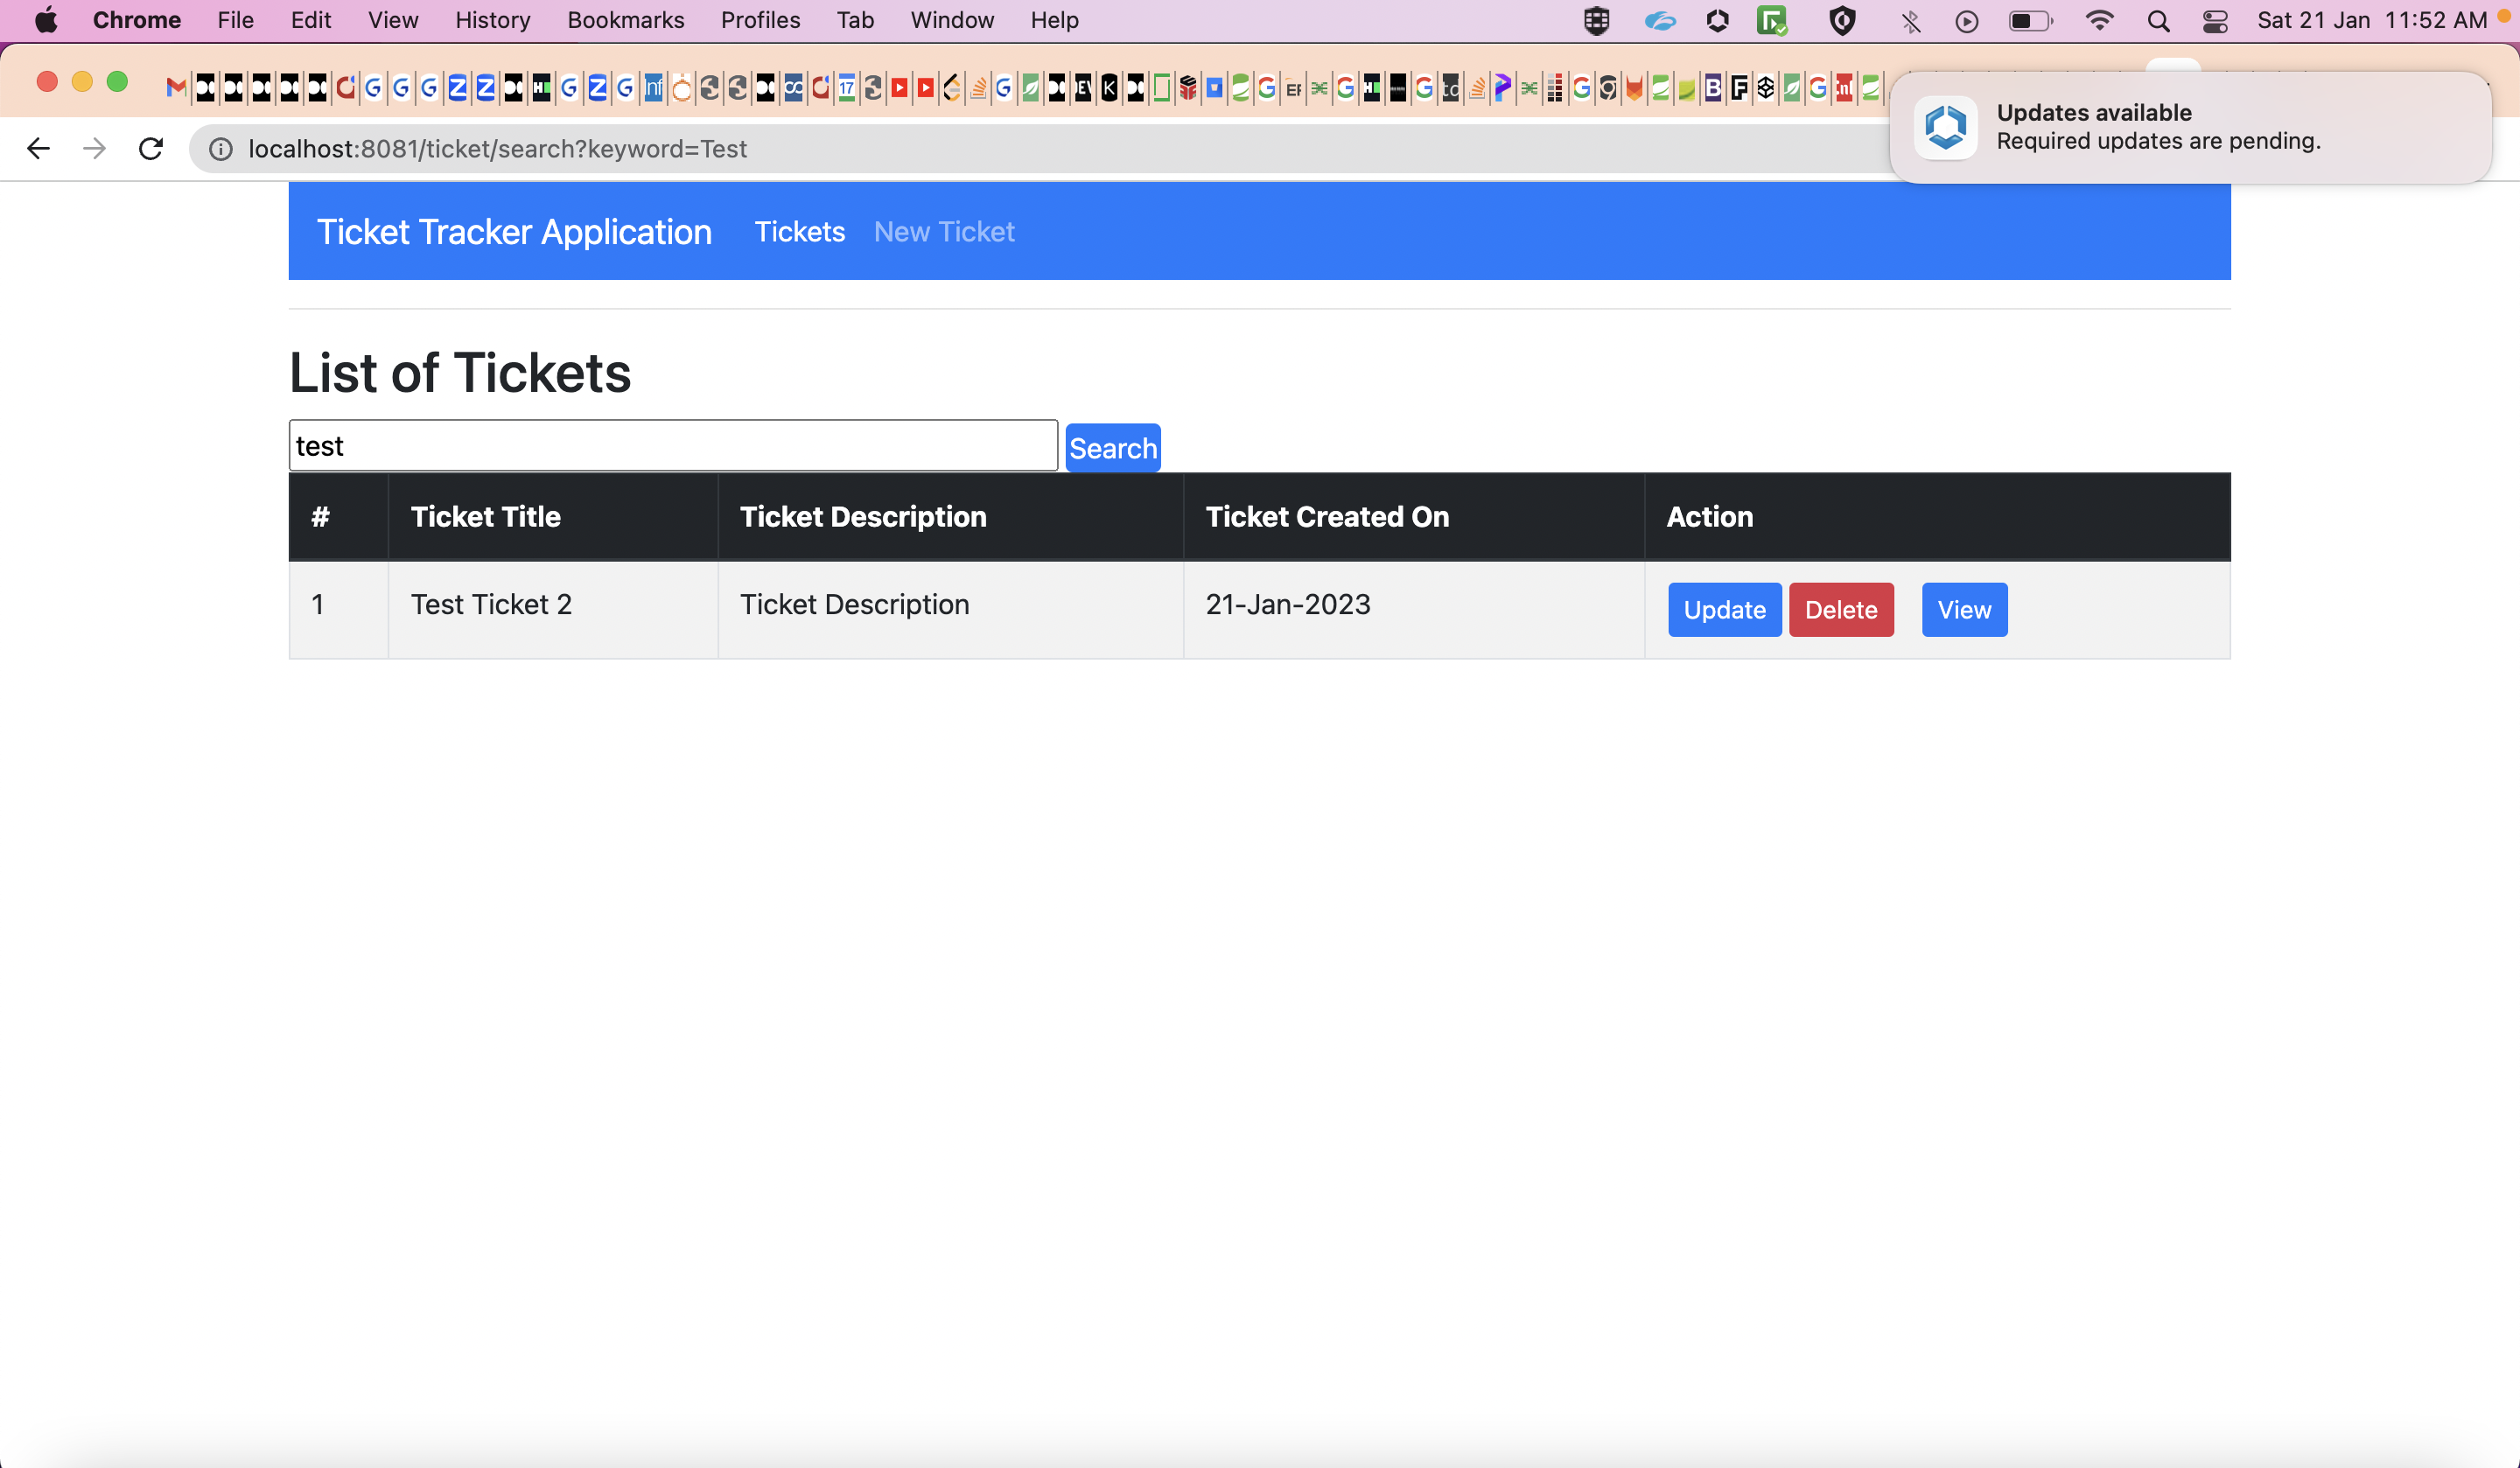 Chrome File Edit View History Bookmarks Profiles Tab Window Help Sat 21 Jan 11:52 AM
Updates available
Required updates are pending.
localhost:8081/ticket/search?keyword=Test
Ticket Tracker Application Tickets New Ticket
List of Tickets
test Search
# Ticket Title Ticket Description Ticket Created On Action
1 Test Ticket 2 Ticket Description 21-Jan-2023 Update Delete View